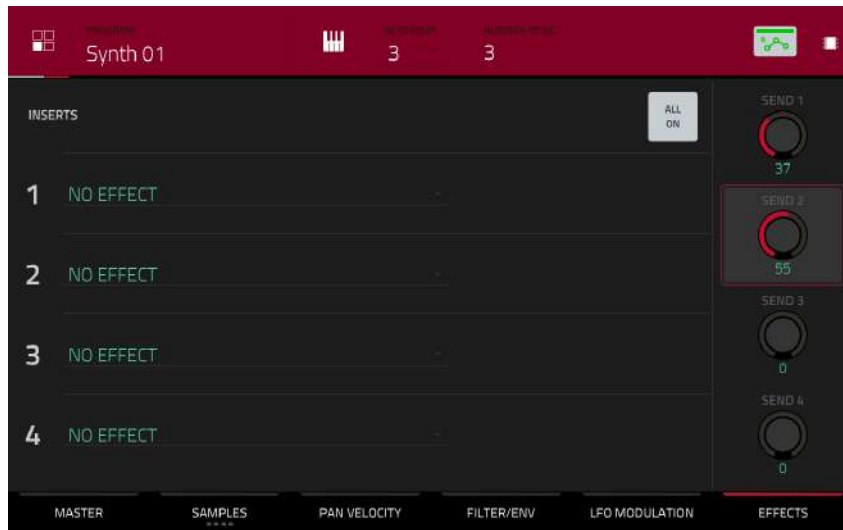 PROGRAM
Synth 01
3
3
INSERTS
ALL
ON
1 NO EFFECT
2 NO EFFECT
3 NO EFFECT
4 NO EFFECT
SEND 1
37
SEND 2
55
SEND 3
0
SEND 4
0
MASTER SAMPLES PAN VELOCITY FILTER/ENV LFO MODULATION EFFECTS